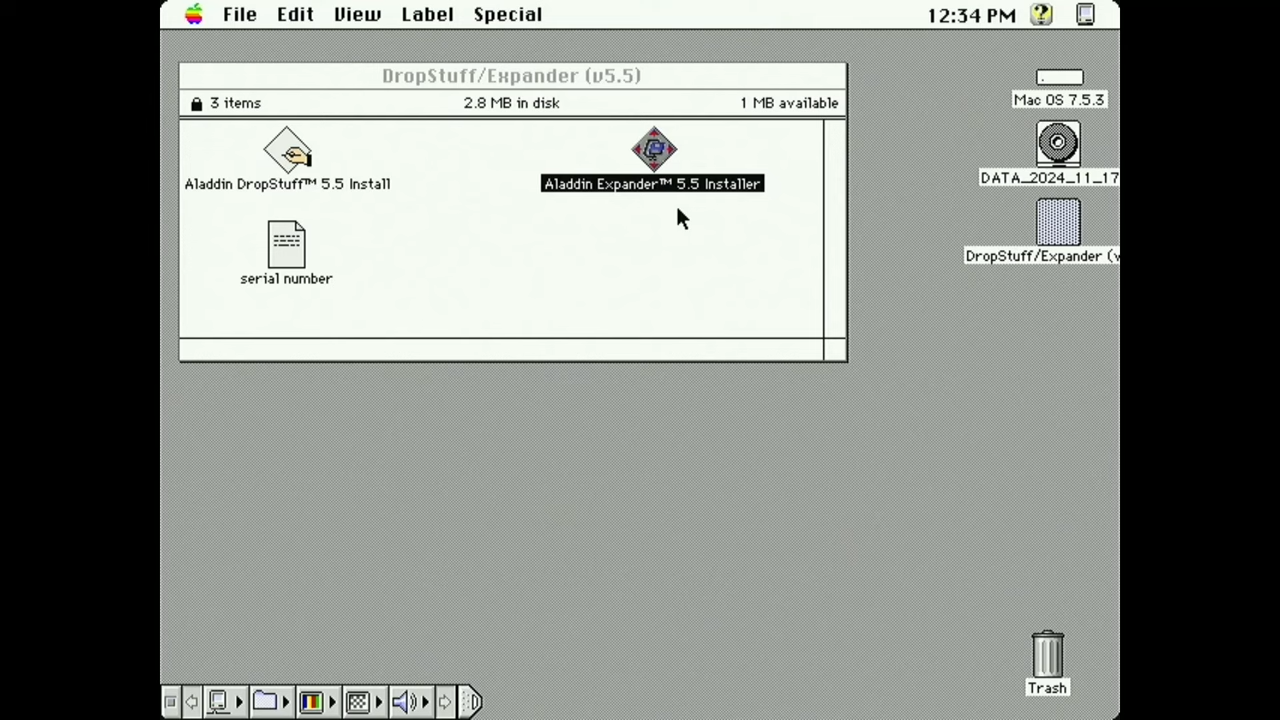 File Edit View Label Special 12:34 PM
DropStuff/Expander (v5.5)
3 items 2.8 MB in disk 1 MB available
Mac OS 7.5.3
Aladdin DropStuff™ 5.5 Install
Aladdin Expander™ 5.5 Installer
DATA_2024_11_17
serial number
DropStuff/Expander (v
Trash